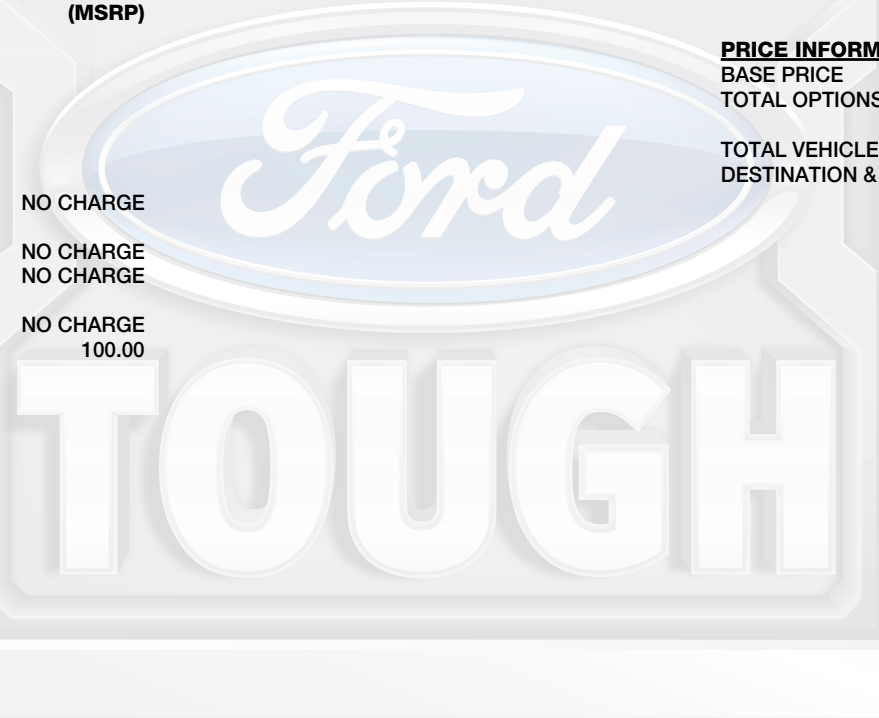 (MSRP)
PRICE INFORM
BASE PRICE
TOTAL OPTIONS
TOTAL VEHICLE
DESTINATION &
NO CHARGE
NO CHARGE
NO CHARGE
NO CHARGE
100.00
Ford
TOUGH